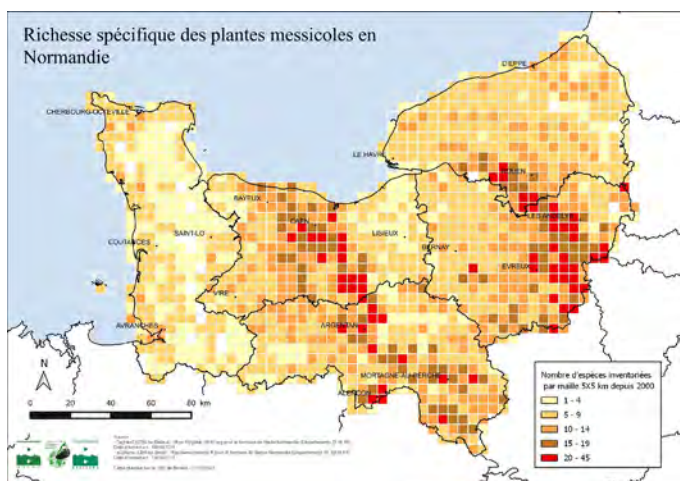 Richesse spécifique des plantes messicoles en
Normandie
DIEPPE
CHERBOURG-OCTEVILLE
LE HAVRE
ROUEN
LES ANDELYS
BAYEUX
CAEN
LISIEUX
COUTANCES
SAINT-LO
BERNAY
EVREUX
VIRE
AVRANCHES
ARGENTAN
MORTAGNE-AU-PERCHE
ALENCON
N
0 20 40 60 80 km
Nombre d'espèces inventoriées
par maille 5X5 km depuis 2000
1 - 4
5 - 9
10 - 14
15 - 19
20 - 45